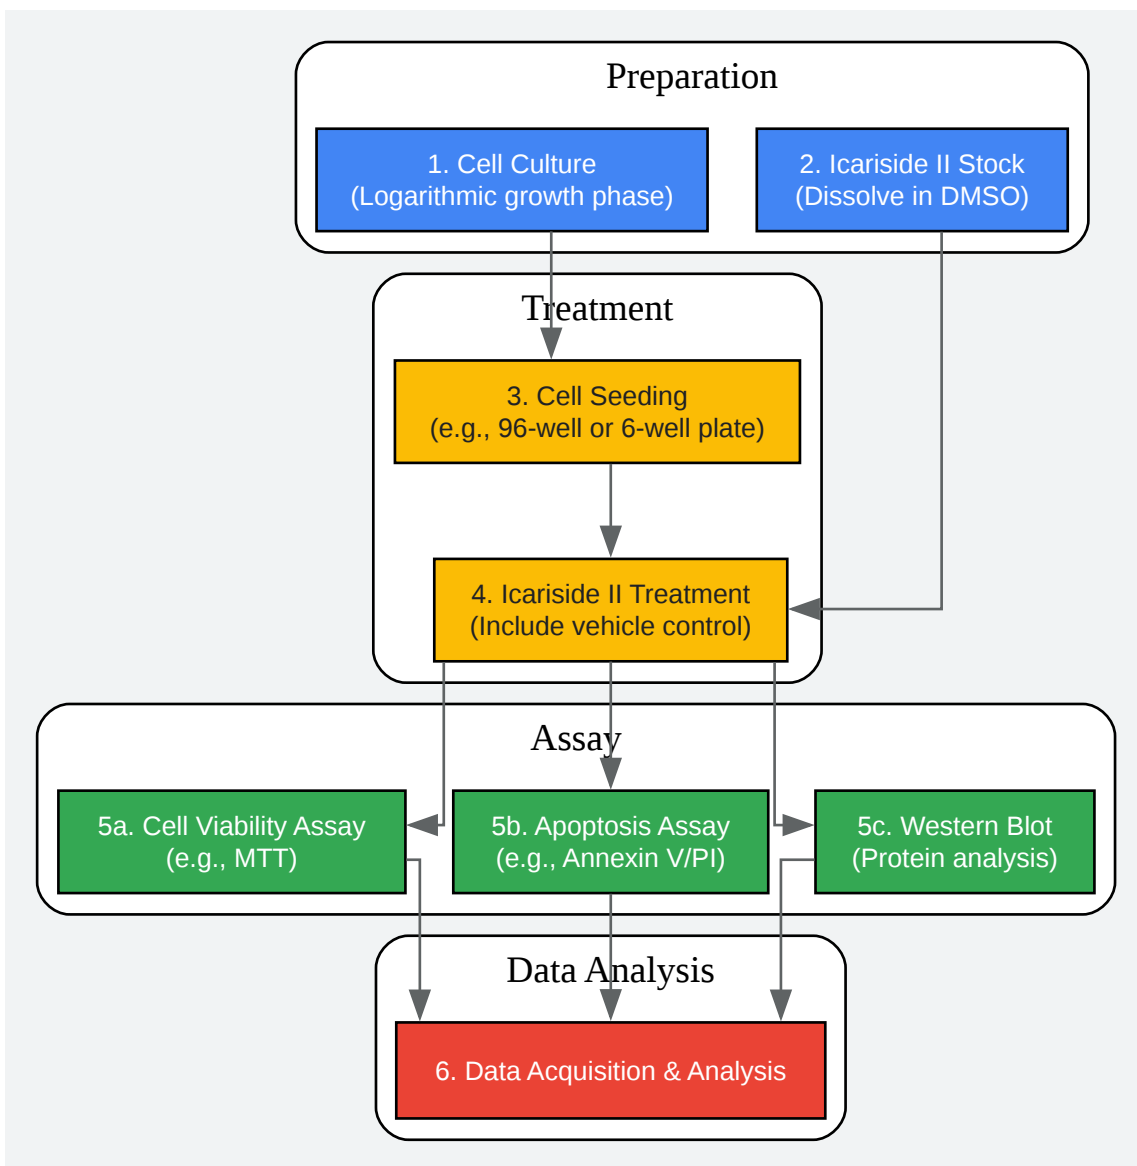 Preparation
1. Cell Culture
(Logarithmic growth phase)
2. Icariside II Stock
(Dissolve in DMSO)
Treatment
3. Cell Seeding
(e.g., 96-well or 6-well plate)
4. Icariside II Treatment
(Include vehicle control)
Assay
5a. Cell Viability Assay
(e.g., MTT)
5b. Apoptosis Assay
(e.g., Annexin V/PI)
5c. Western Blot
(Protein analysis)
Data Analysis
6. Data Acquisition & Analysis